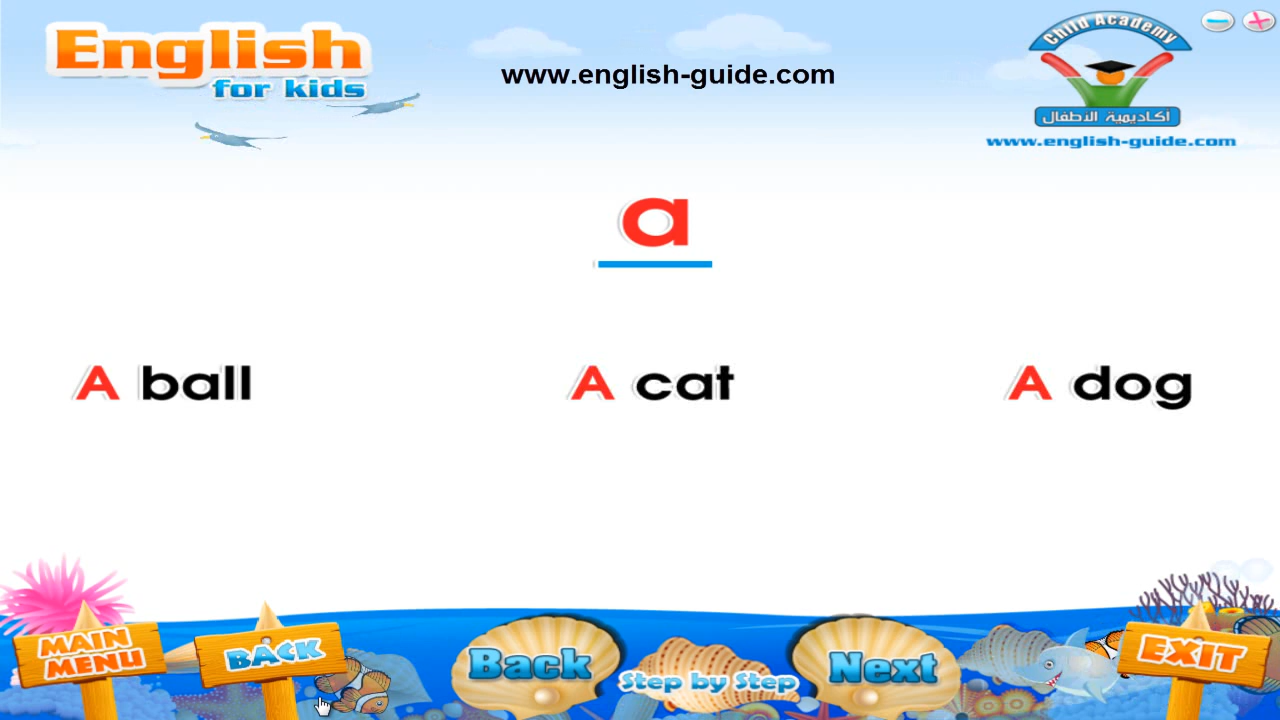 English
for kids
www.english-guide.com
Child Academy
أكاديمية الاطفال
www.english-guide.com
a
A ball
A cat
A dog
MAIN
MENU
BACK
Back
Step by Step
Next
EXIT